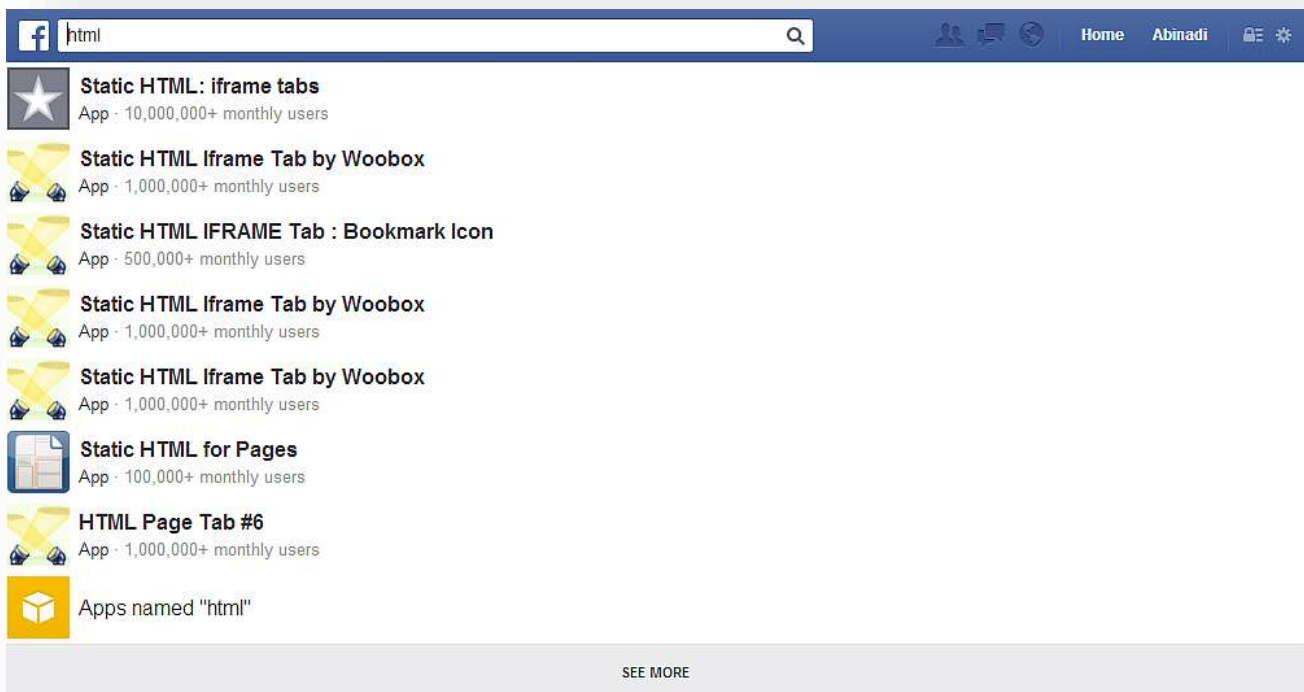 f html Home Abinadi
Static HTML: iframe tabs
App · 10,000,000+ monthly users
Static HTML Iframe Tab by Woobox
App · 1,000,000+ monthly users
Static HTML IFRAME Tab : Bookmark Icon
App · 500,000+ monthly users
Static HTML Iframe Tab by Woobox
App · 1,000,000+ monthly users
Static HTML Iframe Tab by Woobox
App · 1,000,000+ monthly users
Static HTML for Pages
App · 100,000+ monthly users
HTML Page Tab #6
App · 1,000,000+ monthly users
Apps named "html"
SEE MORE